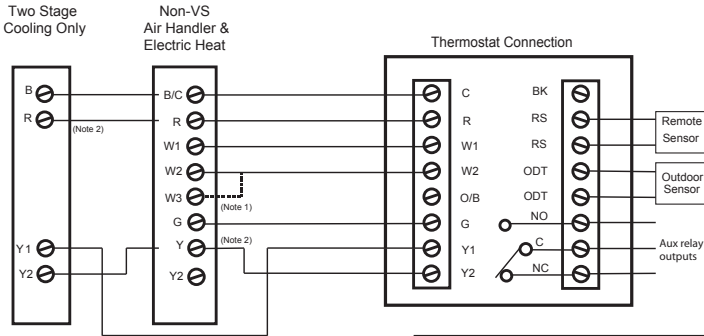 Two Stage
Cooling Only
Non-VS
Air Handler &
Electric Heat
Thermostat Connection
B
R
(Note 2)
Y1
Y2
B/C
R
W1
W2
W3
(Note 1)
G
Y
(Note 2)
Y2
C
R
W1
W2
O/B
G
Y1
Y2
BK
RS
RS
ODT
ODT
NO
C
NC
Remote
Sensor
Outdoor
Sensor
Aux relay
outputs